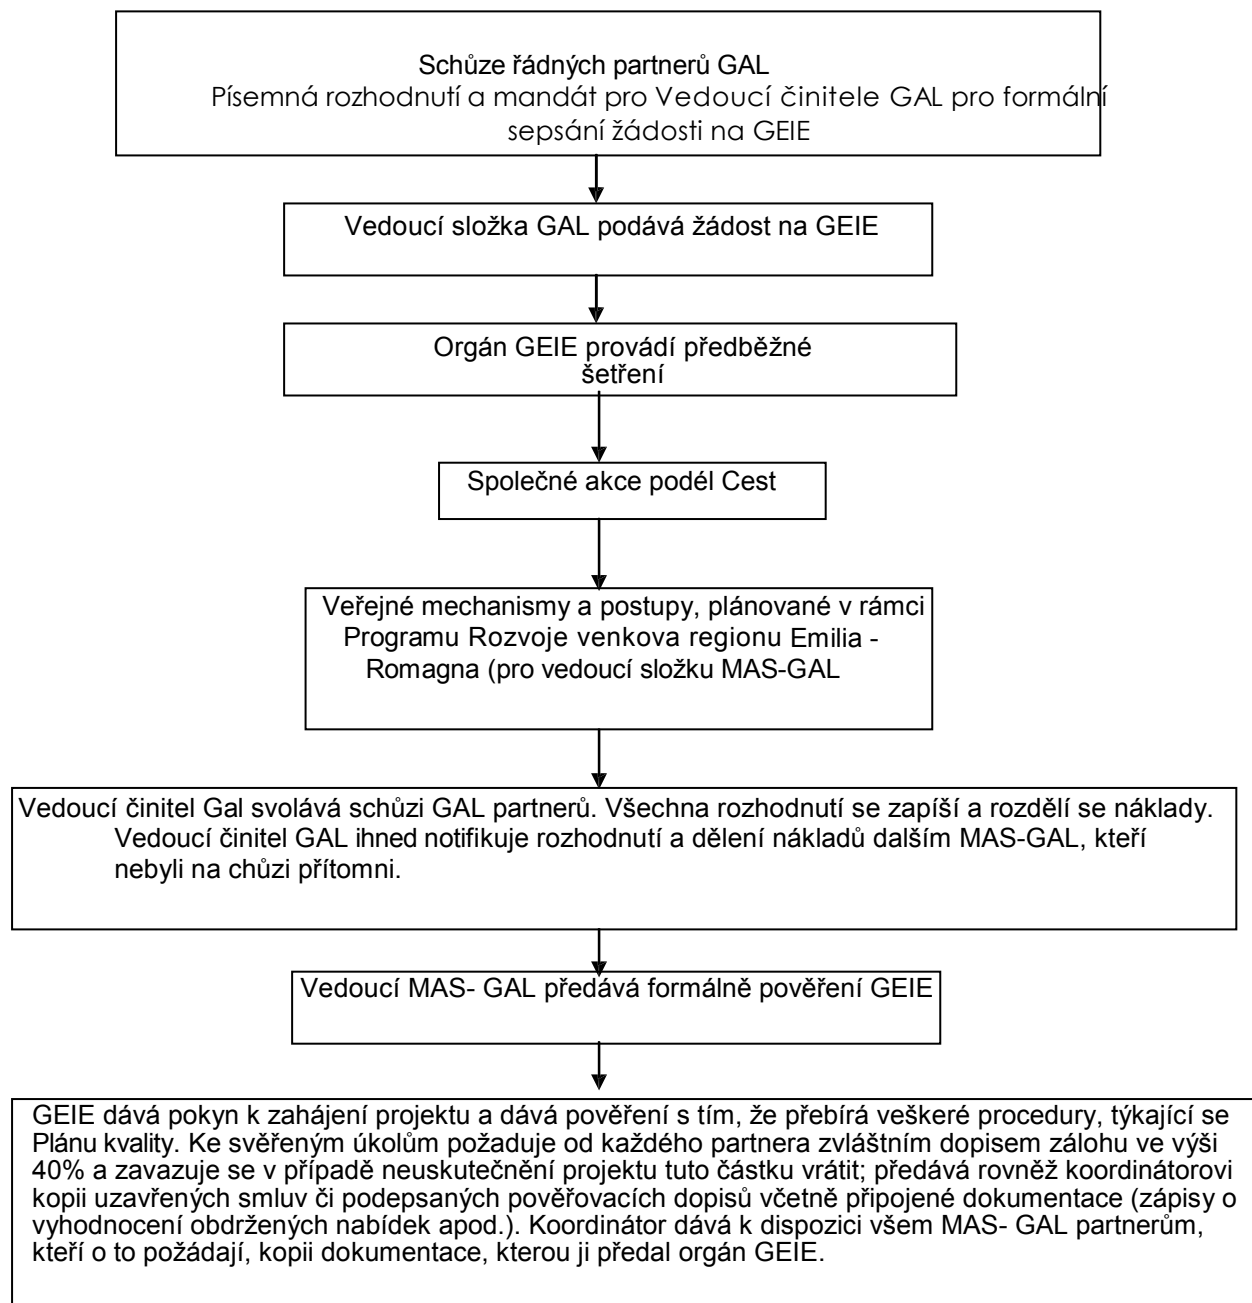 Schůze řádných partnerů GAL
Písemná rozhodnutí a mandát pro Vedoucí činitele GAL pro formální
sepsání žádosti na GEIE
Vedoucí složka GAL podává žádost na GEIE
Orgán GEIE provádí předběžné
šetření
Společné akce podél Cest
Veřejné mechanismy a postupy, plánované v rámci
Programu Rozvoje venkova regionu Emilia -
Romagna (pro vedoucí složku MAS-GAL
Vedoucí činitel Gal svolává schůzi GAL partnerů. Všechna rozhodnutí se zapíší a rozdělí se náklady.
Vedoucí činitel GAL ihned notifikuje rozhodnutí a dělení nákladů dalším MAS-GAL, kteří
nebyli na chůzi přítomni.
Vedoucí MAS- GAL předává formálně pověření GEIE
GEIE dává pokyn k zahájení projektu a dává pověření s tím, že přebírá veškeré procedury, týkající se
Plánu kvality. Ke svěřeným úkolům požaduje od každého partnera zvláštním dopisem zálohu ve výši
40% a zavazuje se v případě neuskutečnění projektu tuto částku vrátit; předává rovněž koordinátorovi
kopii uzavřených smluv či podepsaných pověřovacích dopisů včetně připojené dokumentace (zápisy o
vyhodnocení obdržených nabídek apod.). Koordinátor dává k dispozici všem MAS- GAL partnerům,
kteří o to požádají, kopii dokumentace, kterou ji předal orgán GEIE.